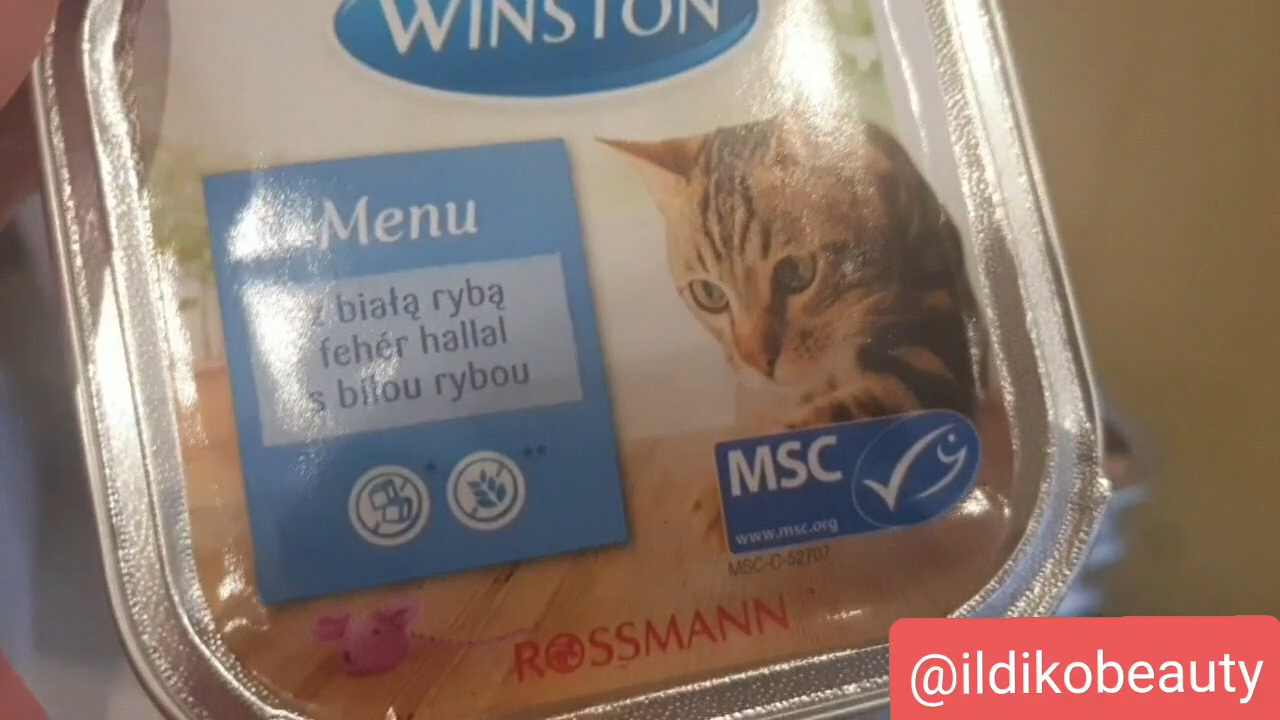 WINSTON
Menu
z białą rybą
fehér hallal
s bílou rybou
* **
MSC
www.msc.org
MSC-C-52707
ROSSMANN
@ildikobeauty